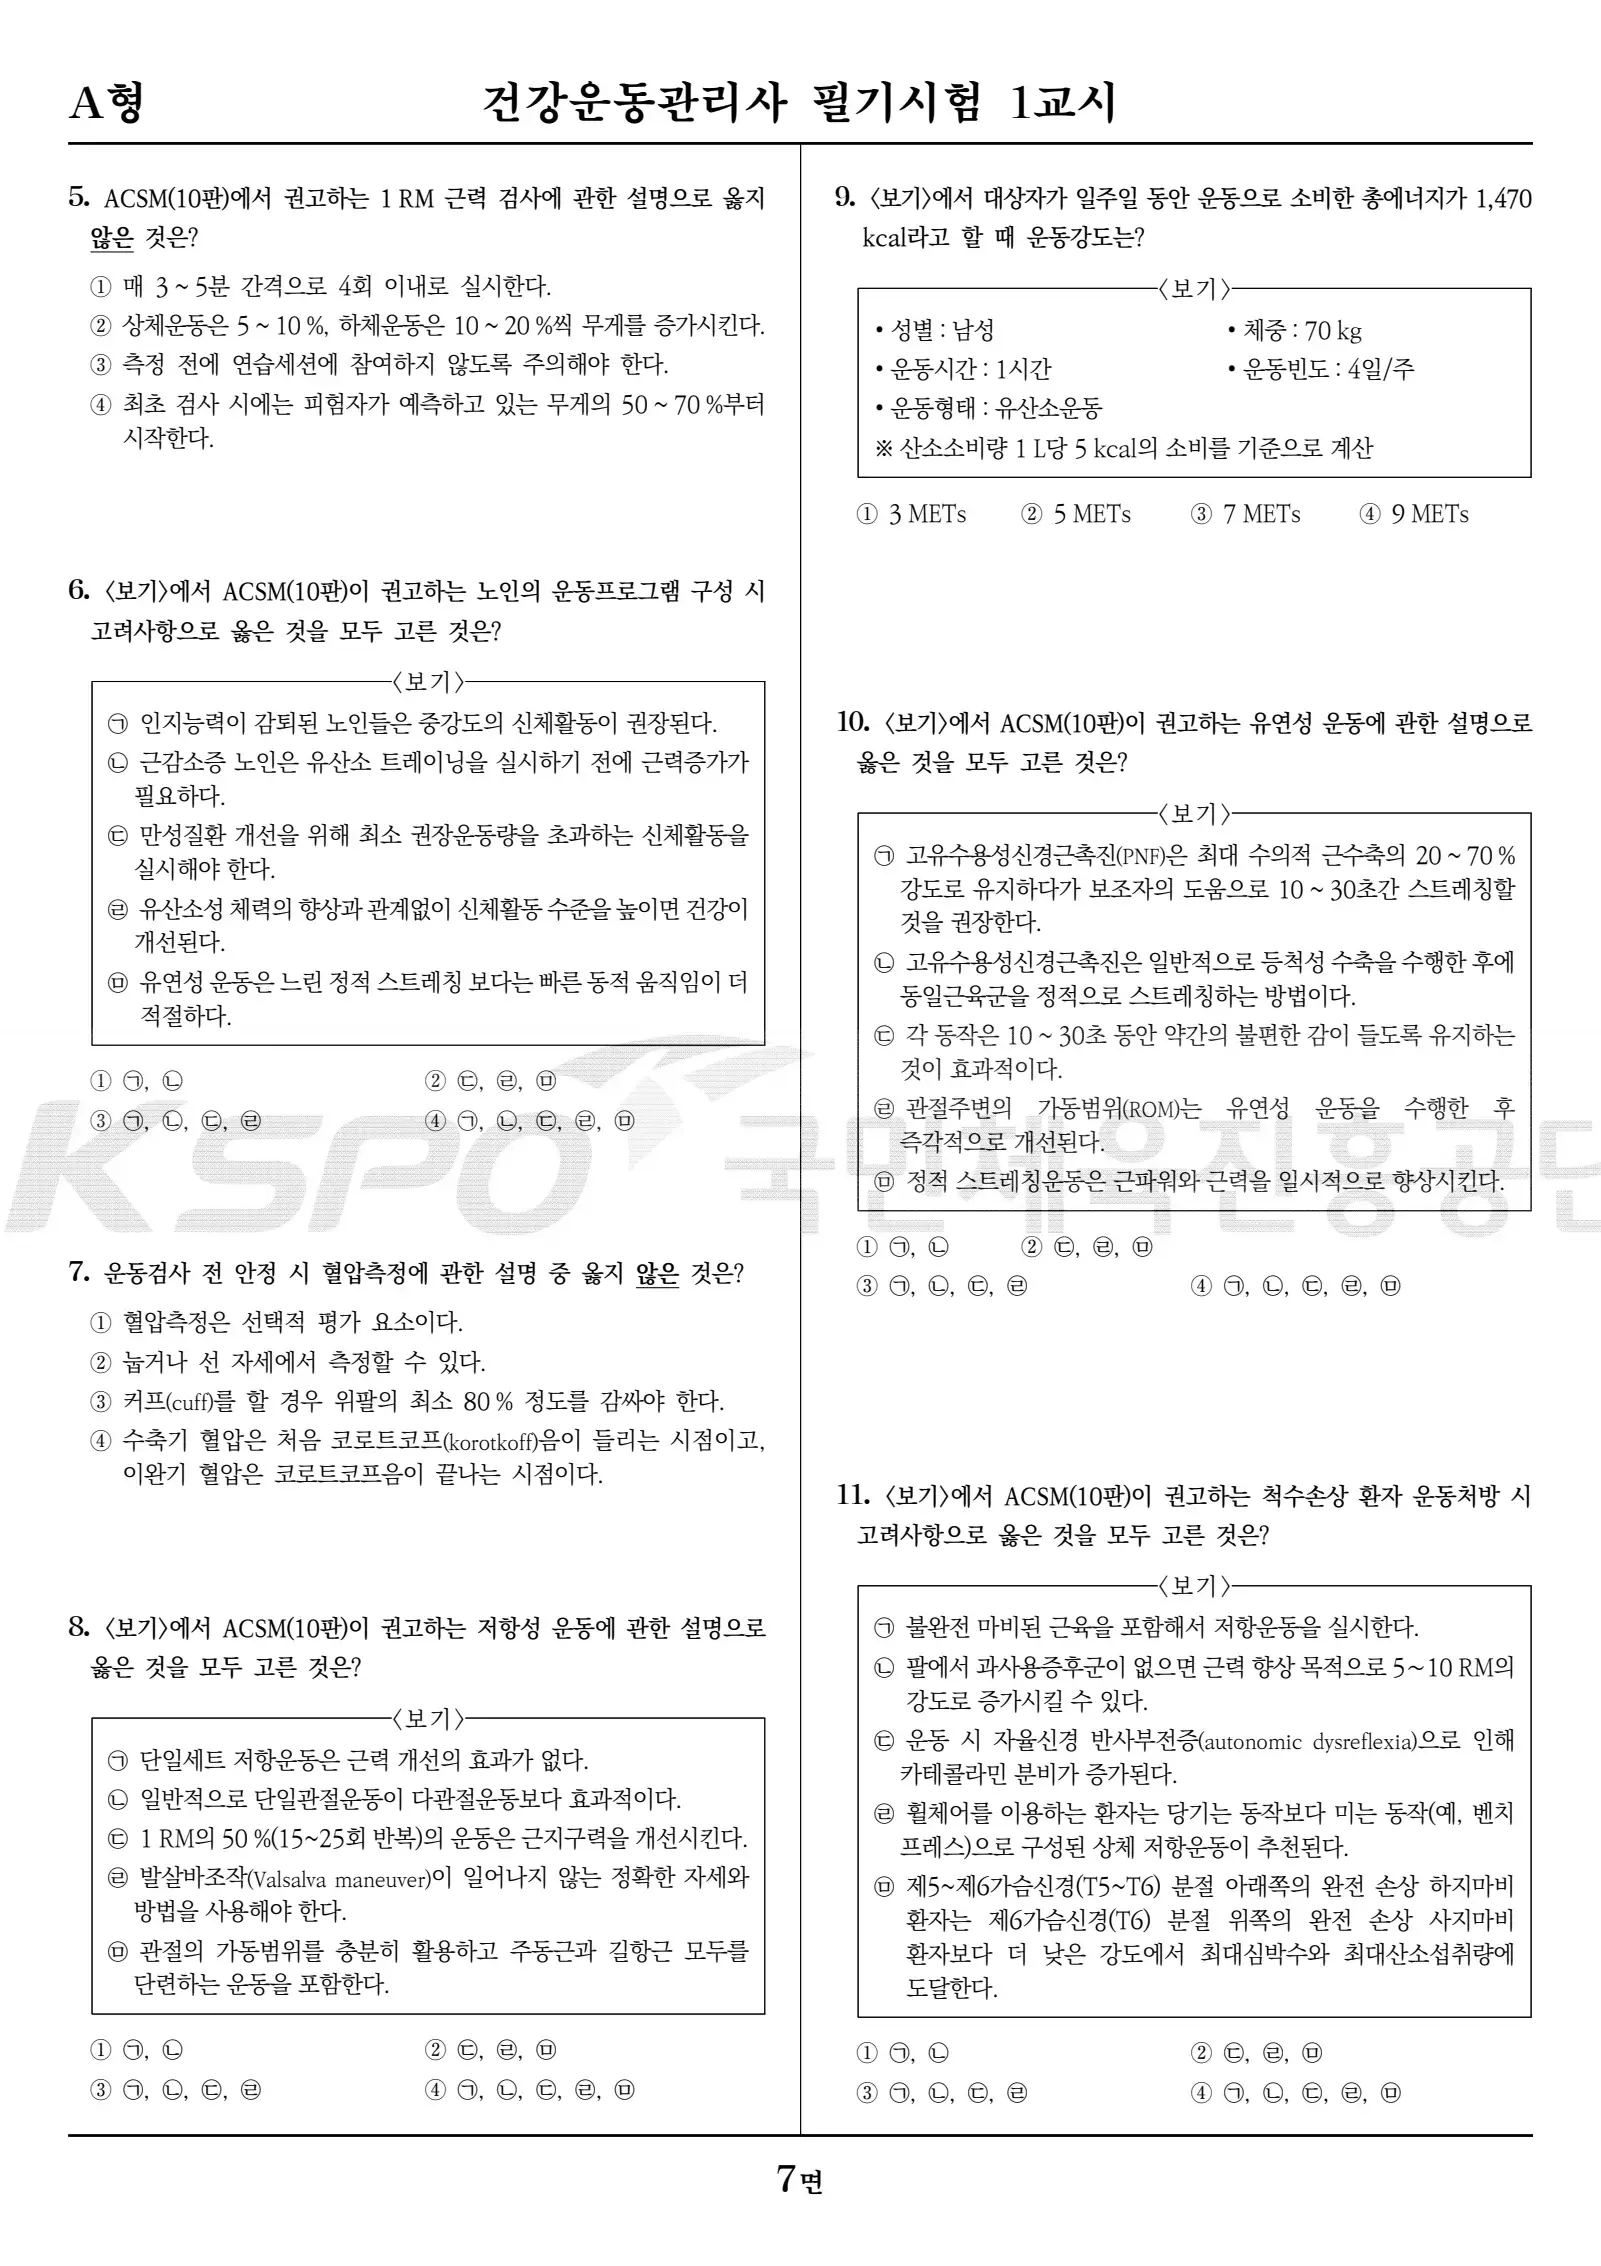 A형
건강운동관리사 필기시험 1교시
5. ACSM(10판)에서 권고하는 1 RM 근력 검사에 관한 설명으로 옳지
않은 것은?
① 매 3 ~ 5분 간격으로 4회 이내로 실시한다.
② 상체운동은 5 ~ 10 %, 하체운동은 10 ~ 20 %씩 무게를 증가시킨다.
③ 측정 전에 연습세션에 참여하지 않도록 주의해야 한다.
④ 최초 검사 시에는 피험자가 예측하고 있는 무게의 50 ~ 70 %부터
시작한다.
6. 〈보기〉에서 ACSM(10판)이 권고하는 노인의 운동프로그램 구성 시
고려사항으로 옳은 것을 모두 고른 것은?
〈보기〉
㉠ 인지능력이 감퇴된 노인들은 중강도의 신체활동이 권장된다.
㉡ 근감소증 노인은 유산소 트레이닝을 실시하기 전에 근력증가가
필요하다.
㉢ 만성질환 개선을 위해 최소 권장운동량을 초과하는 신체활동을
실시해야 한다.
㉣ 유산소성 체력의 향상과 관계없이 신체활동 수준을 높이면 건강이
개선된다.
㉤ 유연성 운동은 느린 정적 스트레칭 보다는 빠른 동적 움직임이 더
적절하다.
① ㉠, ㉡ ② ㉢, ㉣, ㉤
③ ㉠, ㉡, ㉢, ㉣ ④ ㉠, ㉡, ㉢, ㉣, ㉤
7. 운동검사 전 안정 시 혈압측정에 관한 설명 중 옳지 않은 것은?
① 혈압측정은 선택적 평가 요소이다.
② 눕거나 선 자세에서 측정할 수 있다.
③ 커프(cuff)를 할 경우 위팔의 최소 80 % 정도를 감싸야 한다.
④ 수축기 혈압은 처음 코로트코프(korotkoff)음이 들리는 시점이고,
이완기 혈압은 코로트코프음이 끝나는 시점이다.
8. 〈보기〉에서 ACSM(10판)이 권고하는 저항성 운동에 관한 설명으로
옳은 것을 모두 고른 것은?
〈보기〉
㉠ 단일세트 저항운동은 근력 개선의 효과가 없다.
㉡ 일반적으로 단일관절운동이 다관절운동보다 효과적이다.
㉢ 1 RM의 50 %(15~25회 반복)의 운동은 근지구력을 개선시킨다.
㉣ 발살바조작(Valsalva maneuver)이 일어나지 않는 정확한 자세와
방법을 사용해야 한다.
㉤ 관절의 가동범위를 충분히 활용하고 주동근과 길항근 모두를
단련하는 운동을 포함한다.
① ㉠, ㉡ ② ㉢, ㉣, ㉤
③ ㉠, ㉡, ㉢, ㉣ ④ ㉠, ㉡, ㉢, ㉣, ㉤
9. 〈보기〉에서 대상자가 일주일 동안 운동으로 소비한 총에너지가 1,470
kcal라고 할 때 운동강도는?
〈보기〉
• 성별 : 남성 • 체중 : 70 kg
• 운동시간 : 1시간 • 운동빈도 : 4일/주
• 운동형태 : 유산소운동
※ 산소소비량 1 L당 5 kcal의 소비를 기준으로 계산
① 3 METs ② 5 METs ③ 7 METs ④ 9 METs
10. 〈보기〉에서 ACSM(10판)이 권고하는 유연성 운동에 관한 설명으로
옳은 것을 모두 고른 것은?
〈보기〉
㉠ 고유수용성신경근촉진(PNF)은 최대 수의적 근수축의 20 ~ 70 %
강도로 유지하다가 보조자의 도움으로 10 ~ 30초간 스트레칭할
것을 권장한다.
㉡ 고유수용성신경근촉진은 일반적으로 등척성 수축을 수행한 후에
동일근육군을 정적으로 스트레칭하는 방법이다.
㉢ 각 동작은 10 ~ 30초 동안 약간의 불편한 감이 들도록 유지하는
것이 효과적이다.
㉣ 관절주변의 가동범위(ROM)는 유연성 운동을 수행한 후
즉각적으로 개선된다.
㉤ 정적 스트레칭운동은 근파워와 근력을 일시적으로 향상시킨다.
① ㉠, ㉡ ② ㉢, ㉣, ㉤
③ ㉠, ㉡, ㉢, ㉣ ④ ㉠, ㉡, ㉢, ㉣, ㉤
11. 〈보기〉에서 ACSM(10판)이 권고하는 척수손상 환자 운동처방 시
고려사항으로 옳은 것을 모두 고른 것은?
〈보기〉
㉠ 불완전 마비된 근육을 포함해서 저항운동을 실시한다.
㉡ 팔에서 과사용증후군이 없으면 근력 향상 목적으로 5~10 RM의
강도로 증가시킬 수 있다.
㉢ 운동 시 자율신경 반사부전증(autonomic dysreflexia)으로 인해
카테콜라민 분비가 증가된다.
㉣ 휠체어를 이용하는 환자는 당기는 동작보다 미는 동작(예, 벤치
프레스)으로 구성된 상체 저항운동이 추천된다.
㉤ 제5~제6가슴신경(T5~T6) 분절 아래쪽의 완전 손상 하지마비
환자는 제6가슴신경(T6) 분절 위쪽의 완전 손상 사지마비
환자보다 더 낮은 강도에서 최대심박수와 최대산소섭취량에
도달한다.
① ㉠, ㉡ ② ㉢, ㉣, ㉤
③ ㉠, ㉡, ㉢, ㉣ ④ ㉠, ㉡, ㉢, ㉣, ㉤
KSPO 국민체육진흥공단
7면